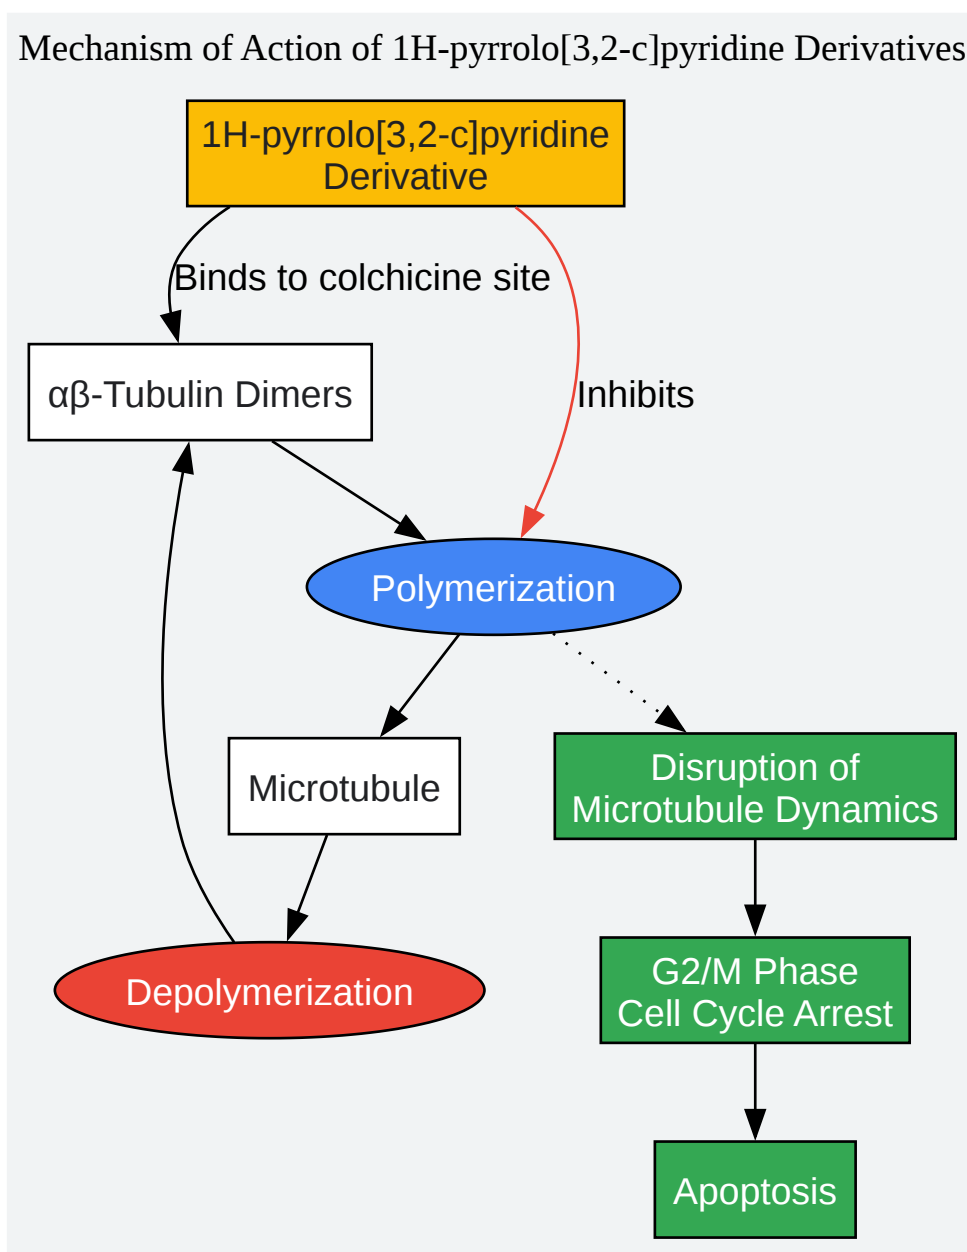 Mechanism of Action of 1H-pyrrolo[3,2-c]pyridine Derivatives
1H-pyrrolo[3,2-c]pyridine
Derivative
Binds to colchicine site
αβ-Tubulin Dimers
Inhibits
Polymerization
Microtubule
Disruption of
Microtubule Dynamics
Depolymerization
G2/M Phase
Cell Cycle Arrest
Apoptosis